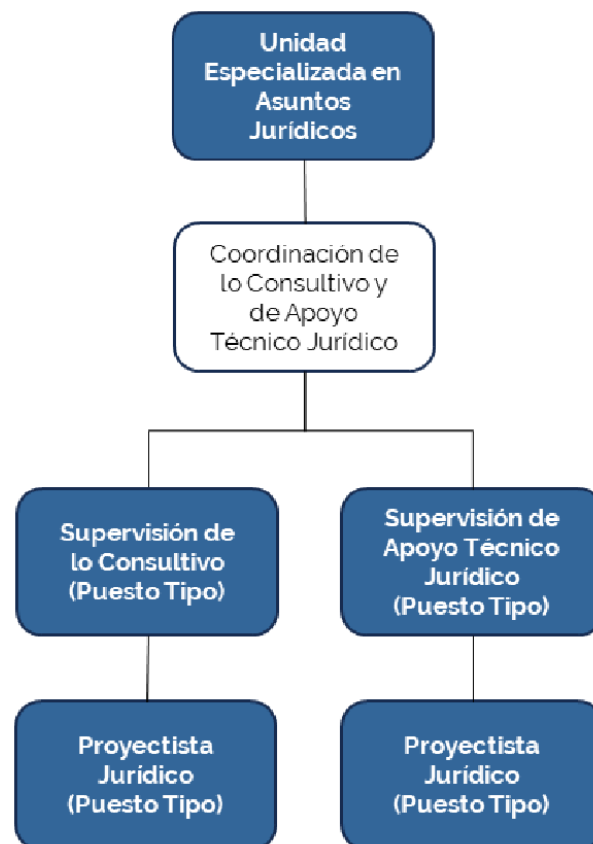 Unidad
Especializada en
Asuntos
Jurídicos
Coordinación de
lo Consultivo y
de Apoyo
Técnico Jurídico
Supervisión de
lo Consultivo
(Puesto Tipo)
Supervisión de
Apoyo Técnico
Jurídico
(Puesto Tipo)
Proyectista
Jurídico
(Puesto Tipo)
Proyectista
Jurídico
(Puesto Tipo)